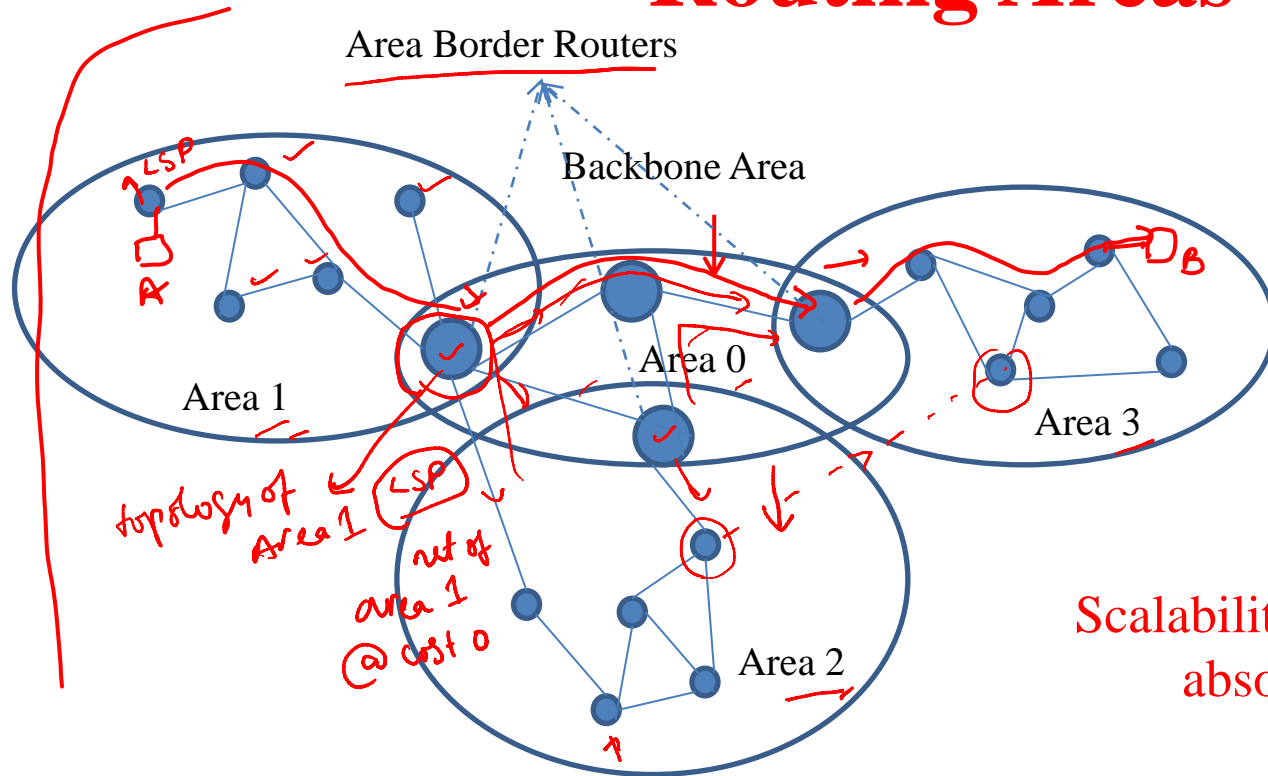 Routing Areas
Area Border Routers
LSP
Backbone Area
A
B
Area 0
Area 1
Area 3
topology of
Area 1
LSP
net of
area 1
@ cost 0
Area 2
Scalabilit
abso